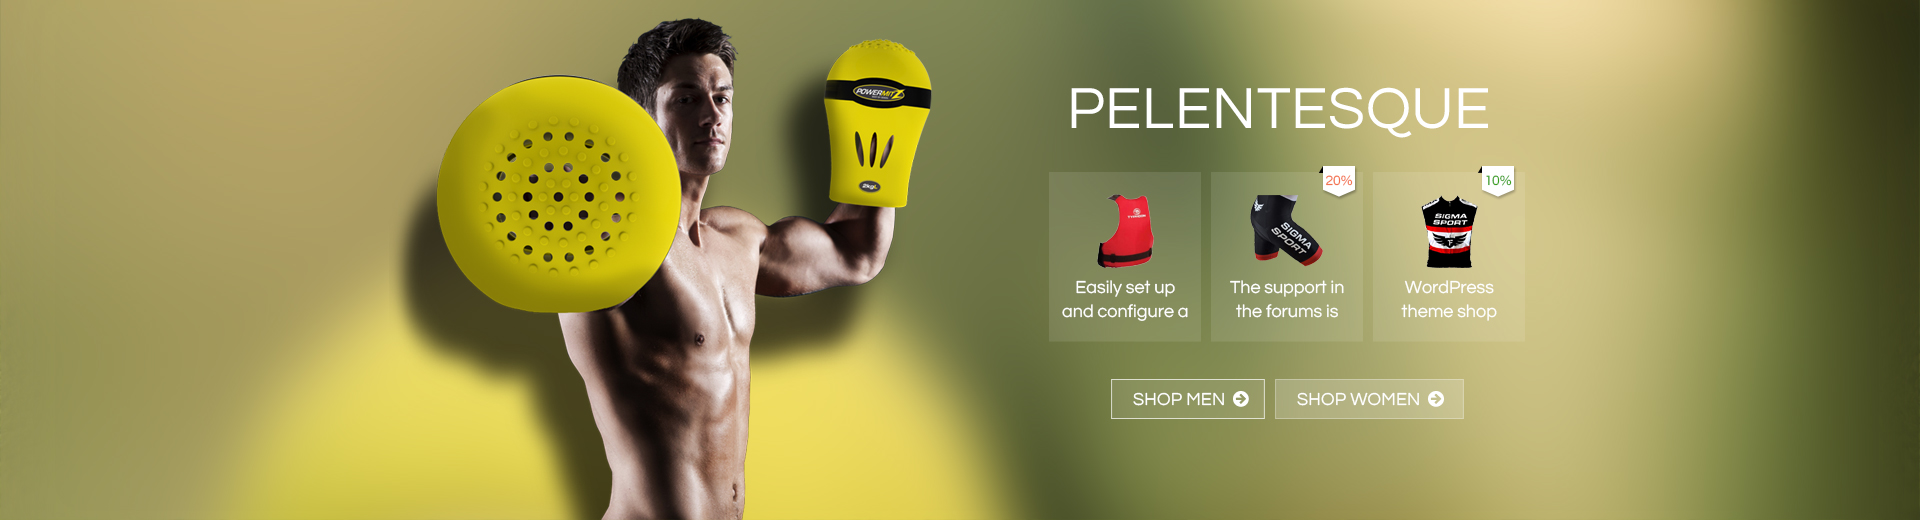 POWERMITZ
2kgl.
PELENTESQUE
20%
10%
SIGMA
SPORT
SIGMA
SPORT
F
Easily set up
and configure a
The support in
the forums is
WordPress
theme shop
SHOP MEN
SHOP WOMEN